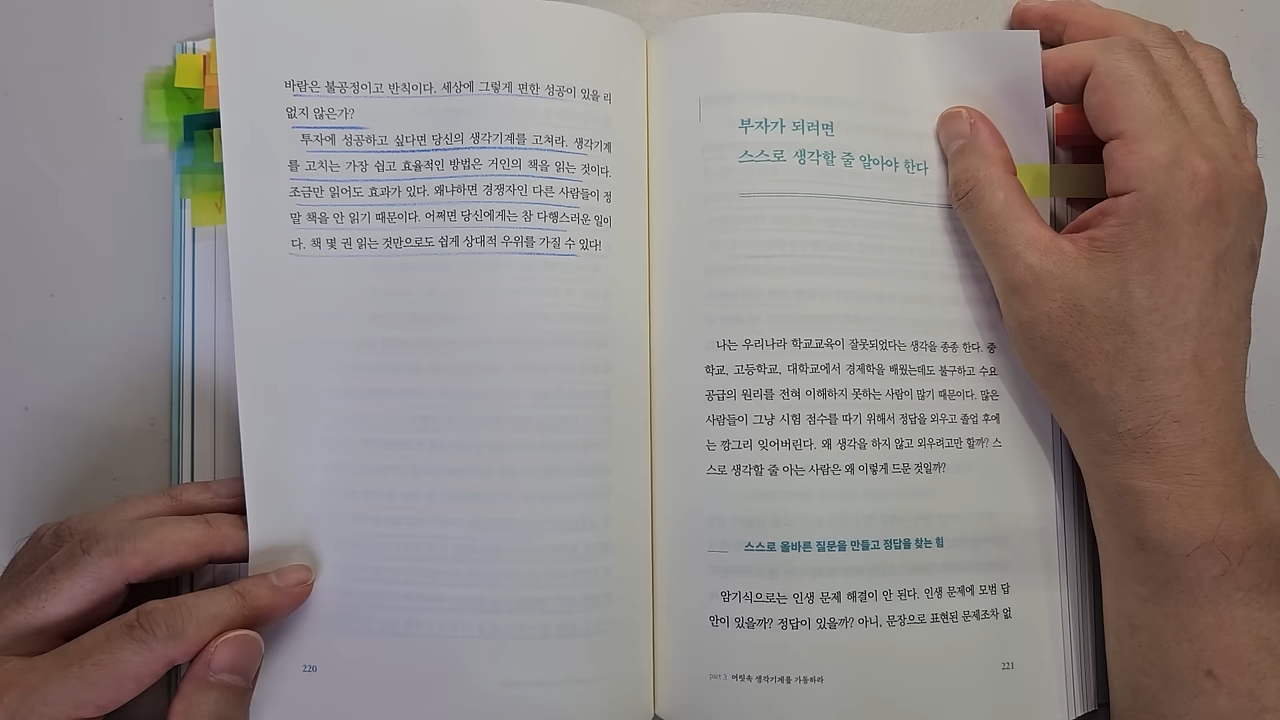 바람은 불공정이고 반칙이다. 세상에 그렇게 편한 성공이 있을 리
없지 않은가?
투자에 성공하고 싶다면 당신의 생각기계를 고쳐라. 생각기계
를 고치는 가장 쉽고 효율적인 방법은 거인의 책을 읽는 것이다.
조금만 읽어도 효과가 있다. 왜냐하면 경쟁자인 다른 사람들이 정
말 책을 안 읽기 때문이다. 어쩌면 당신에게는 참 다행스러운 일이
다. 책 몇 권 읽는 것만으로도 쉽게 상대적 우위를 가질 수 있다!
220
부자가 되려면
스스로 생각할 줄 알아야 한다
나는 우리나라 학교교육이 잘못되었다는 생각을 종종 한다. 중
학교, 고등학교, 대학교에서 경제학을 배웠는데도 불구하고 수요
공급의 원리를 전혀 이해하지 못하는 사람이 많기 때문이다. 많은
사람들이 그냥 시험 점수를 따기 위해서 정답을 외우고 졸업 후에
는 깡그리 잊어버린다. 왜 생각을 하지 않고 외우려고만 할까? 스
스로 생각할 줄 아는 사람은 왜 이렇게 드문 것일까?
스스로 올바른 질문을 만들고 정답을 찾는 힘
암기식으로는 인생 문제 해결이 안 된다. 인생 문제에 모범 답
안이 있을까? 정답이 있을까? 아니, 문장으로 표현된 문제조차 없
part 3 머릿속 생각기계를 가동하라
221